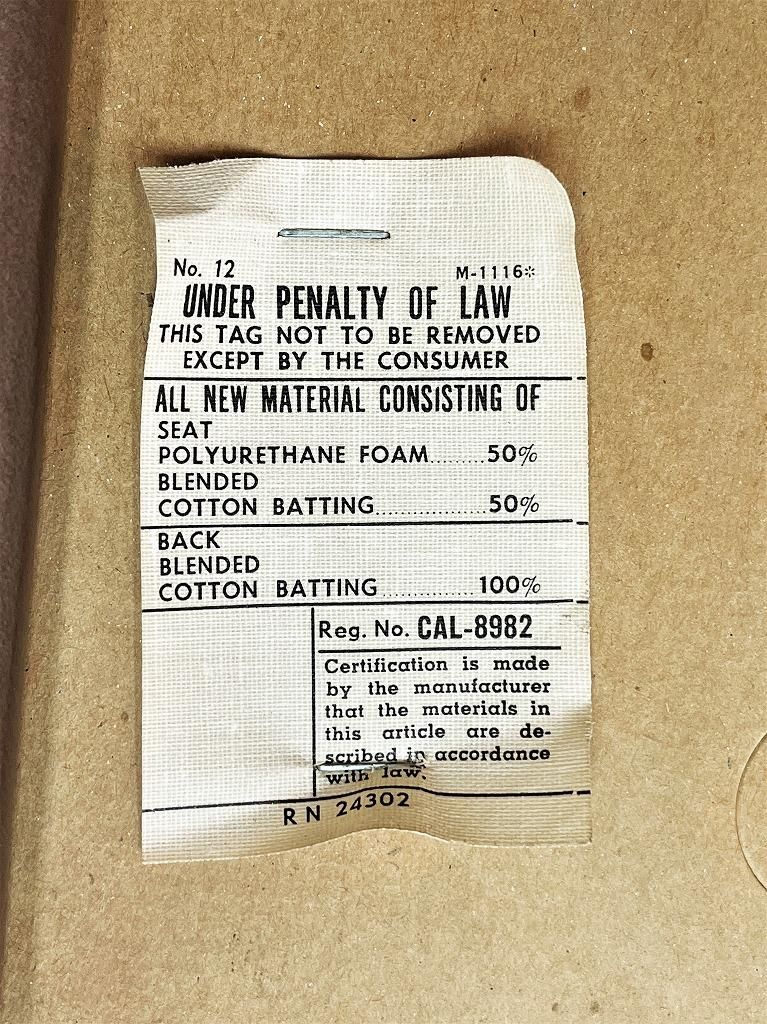 No. 12 M-1116*
UNDER PENALTY OF LAW
THIS TAG NOT TO BE REMOVED
EXCEPT BY THE CONSUMER
ALL NEW MATERIAL CONSISTING OF
SEAT
POLYURETHANE FOAM.........50%
BLENDED
COTTON BATTING...............50%
BACK
BLENDED
COTTON BATTING................100%
Reg. No. CAL-8982
Certification is made
by the manufacturer
that the materials in
this article are de-
scribed in accordance
with law.
RN 24302